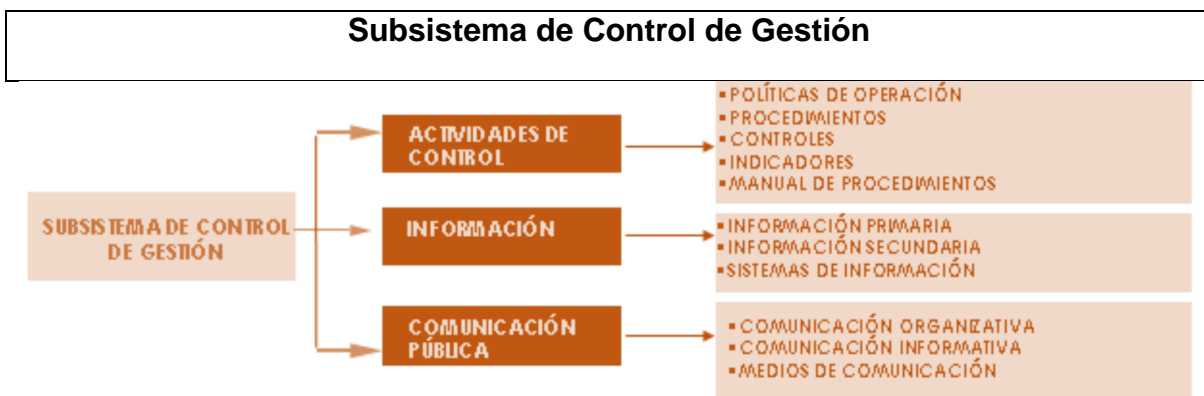 Subsistema de Control de Gestión
SUBSISTEMA DE CONTROL
DE GESTIÓN
ACTIVIDADES DE
CONTROL
▪POLÍTICAS DE OPERACIÓN
▪PROCEDIMIENTOS
▪CONTROLES
▪INDICADORES
▪MANUAL DE PROCEDIMIENTOS
INFORMACIÓN
▪INFORMACIÓN PRIMARIA
▪INFORMACIÓN SECUNDARIA
▪SISTEMAS DE INFORMACIÓN
COMUNICACIÓN
PÚBLICA
▪COMUNICACIÓN ORGANIZATIVA
▪COMUNICACIÓN INFORMATIVA
▪MEDIOS DE COMUNICACIÓN